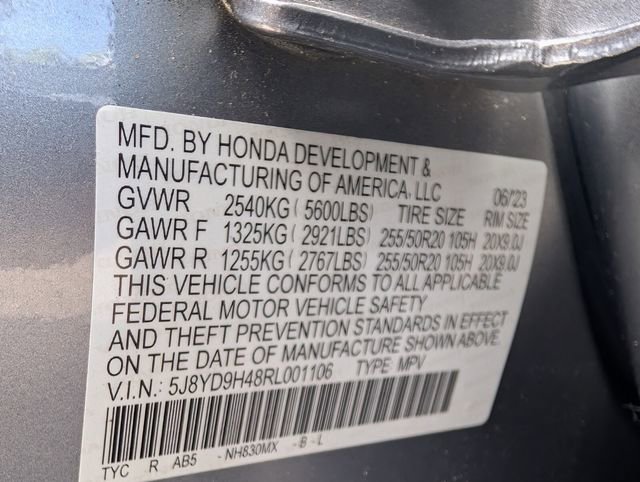 MFD. BY HONDA DEVELOPMENT &
MANUFACTURING OF AMERICA, LLC 06/'23
GVWR 2540KG ( 5600LBS) TIRE SIZE RIM SIZE
GAWR F 1325KG ( 2921LBS) 255/50R20 105H 20X9.0J
GAWR R 1255KG ( 2767LBS) 255/50R20 105H 20X9.0J
THIS VEHICLE CONFORMS TO ALL APPLICABLE
FEDERAL MOTOR VEHICLE SAFETY
AND THEFT PREVENTION STANDARDS IN EFFECT
ON THE DATE OF MANUFACTURE SHOWN ABOVE.
V.I.N.: 5J8YD9H48RL001106 TYPE MPV
TYC R AB5 -NH830MX -B-L